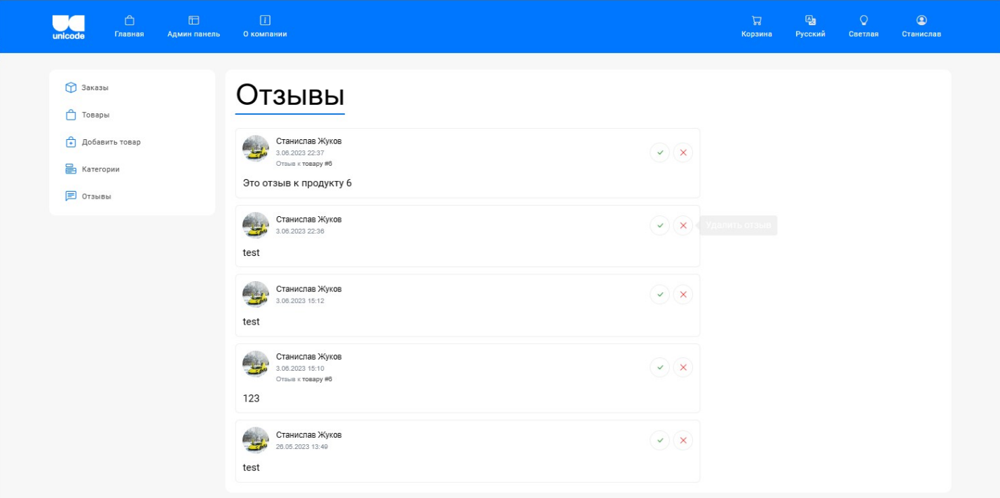 unicode
Главная
Админ панель
О компании
Корзина
Русский
Светлая
Станислав
Заказы
Товары
Добавить товар
Категории
Отзывы
Отзывы
Станислав Жуков
3.06.2023 22:37
Отзыв к товару #6
Это отзыв к продукту 6
Станислав Жуков
3.06.2023 22:36
test
Удалить отзыв
Станислав Жуков
3.06.2023 15:12
test
Станислав Жуков
3.06.2023 15:10
Отзыв к товару #6
123
Станислав Жуков
26.05.2023 13:49
test